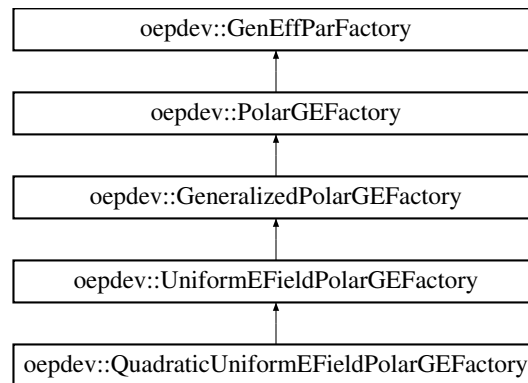 oepdev::GenEffParFactory
oepdev::PolarGEFactory
oepdev::GeneralizedPolarGEFactory
oepdev::UniformEFieldPolarGEFactory
oepdev::QuadraticUniformEFieldPolarGEFactory